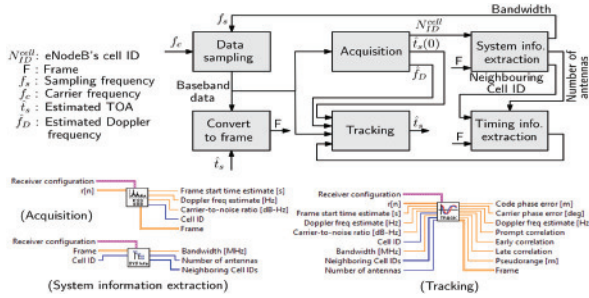 Bandwidth
N_ID^cell : eNodeB's cell ID
F : Frame
f_s : Sampling frequency
f_c : Carrier frequency
t̂_s : Estimated TOA
f̂_D : Estimated Doppler
frequency
f_s
f_c
Data
sampling
Baseband
data
Convert
to frame
F
t̂_s
Acquisition
N_ID^cell
t̂_s(0)
f̂_D
Tracking
t̂_s
System info.
extraction
F
Neighbouring
Cell ID
Number of
antennas
F
Timing info.
extraction
Receiver configuration
r[n]
Frame start time estimate [s]
Doppler freq estimate [Hz]
Carrier-to-noise ratio [dB-Hz]
Cell ID
Frame
(Acquisition)
Receiver configuration
Frame
Cell ID
Bandwidth [MHz]
Number of antennas
Neighboring Cell IDs
(System information extraction)
Receiver configuration
r[n]
Frame start time estimate [s]
Doppler freq estimate [Hz]
Carrier-to-noise ratio [dB-Hz]
Cell ID
Bandwidth [MHz]
Neighboring Cell IDs
Number of antennas
TRACK
Code phase error [m]
Carrier phase error [deg]
Doppler freq estimate [Hz]
Prompt correlation
Early correlation
Late correlation
Pseudorange [m]
Frame
(Tracking)